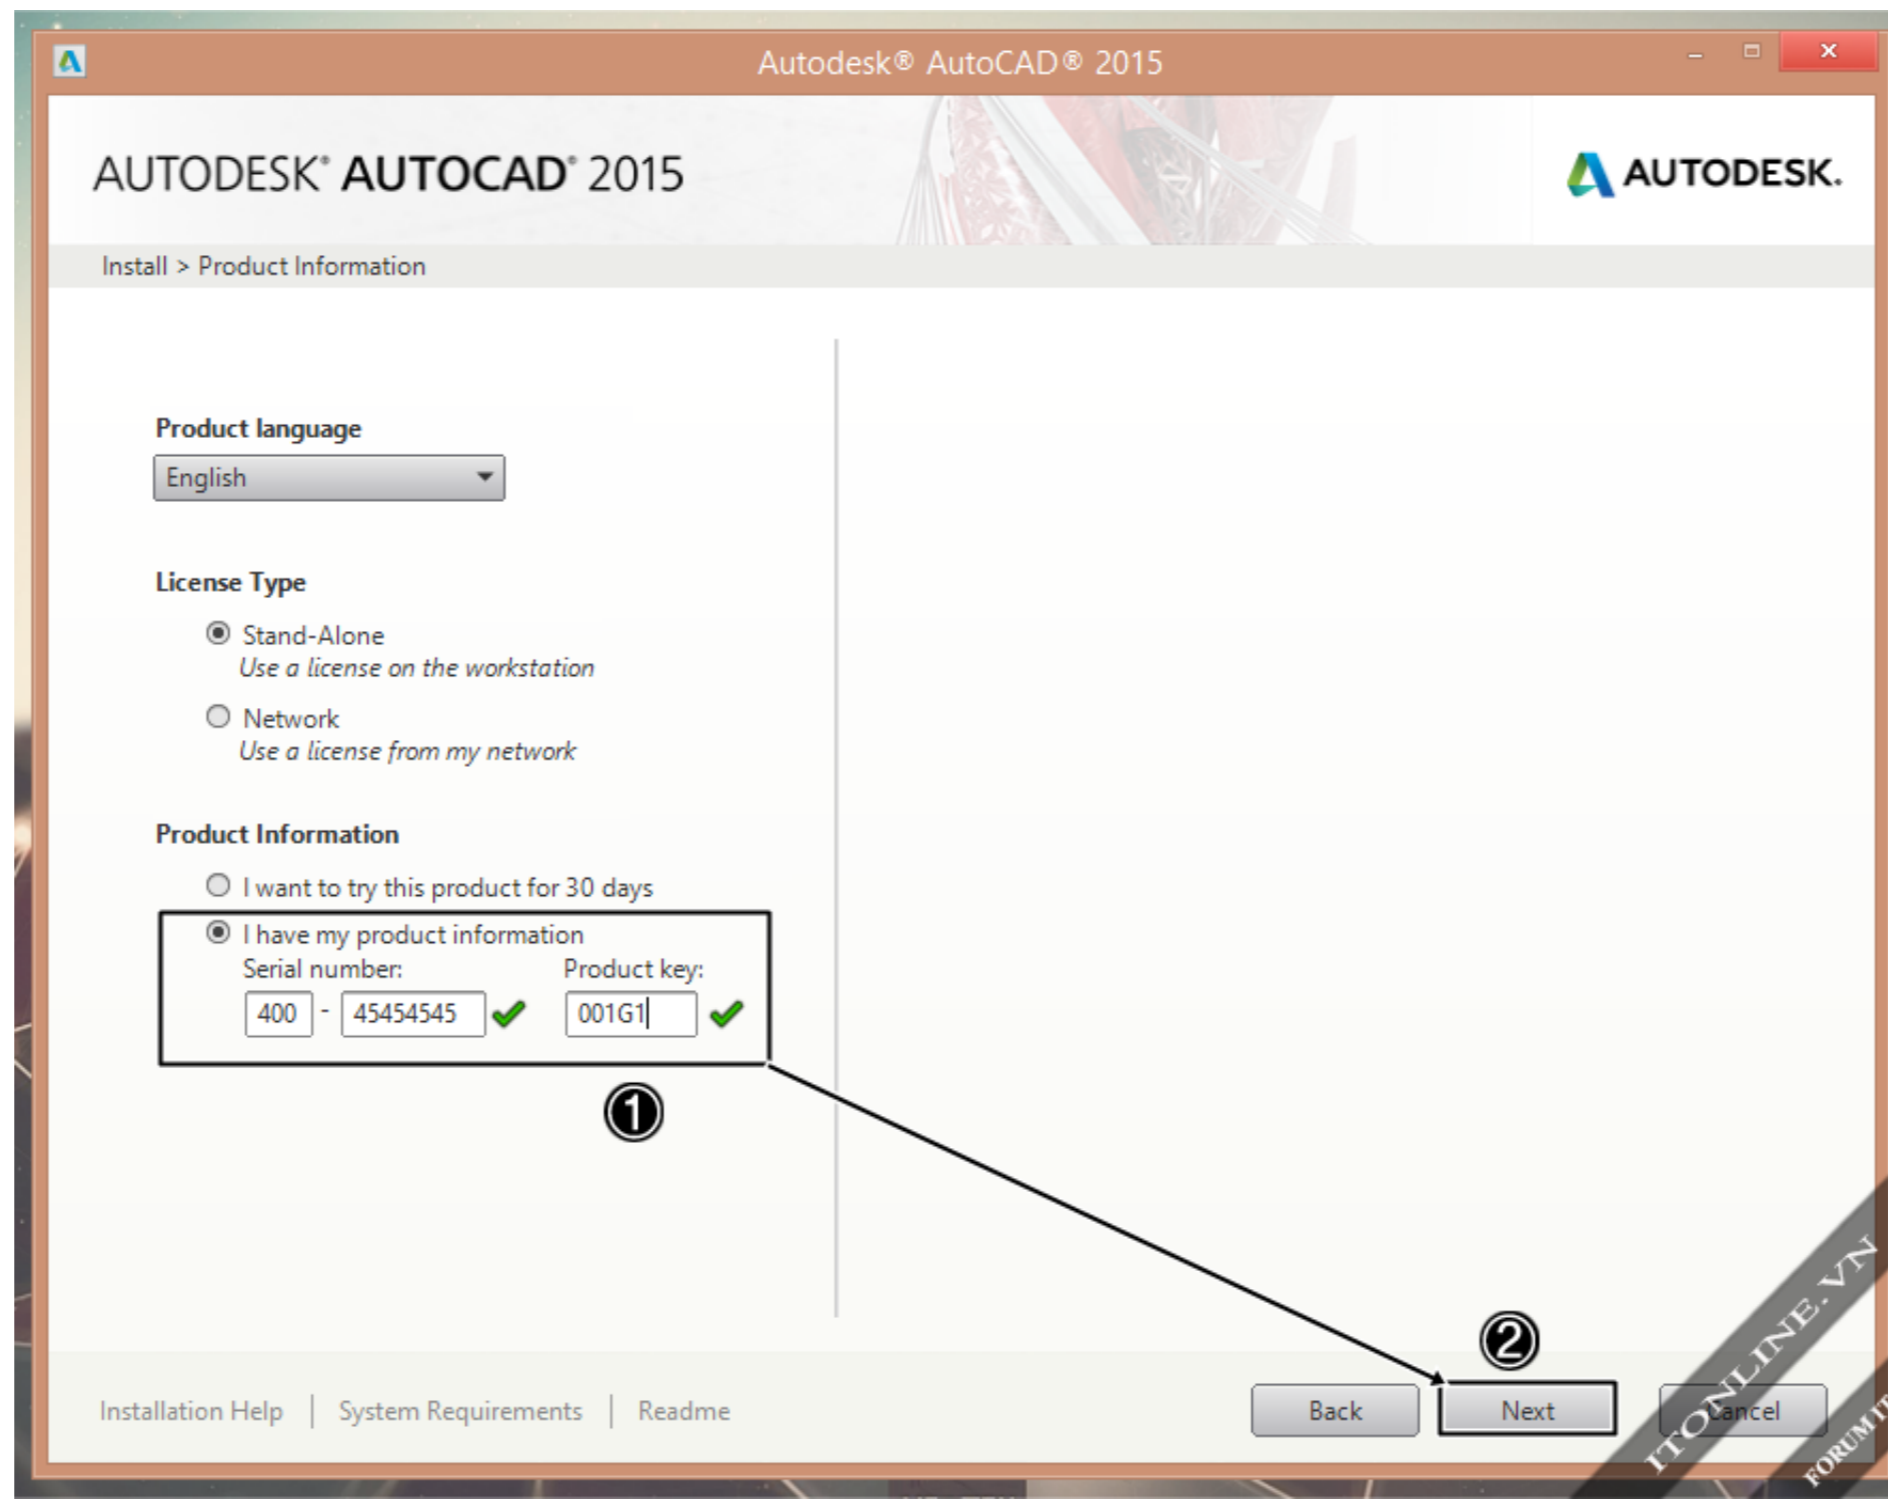 Autodesk® AutoCAD® 2015
AUTODESK® AUTOCAD® 2015
AUTODESK.
Install > Product Information
Product language
English
License Type
Stand-Alone
Use a license on the workstation
Network
Use a license from my network
Product Information
I want to try this product for 30 days
I have my product information
Serial number: Product key:
400 - 45454545 001G1
1
2
Installation Help | System Requirements | Readme
Back Next Cancel
ITONLINE.VN
FORUM IT